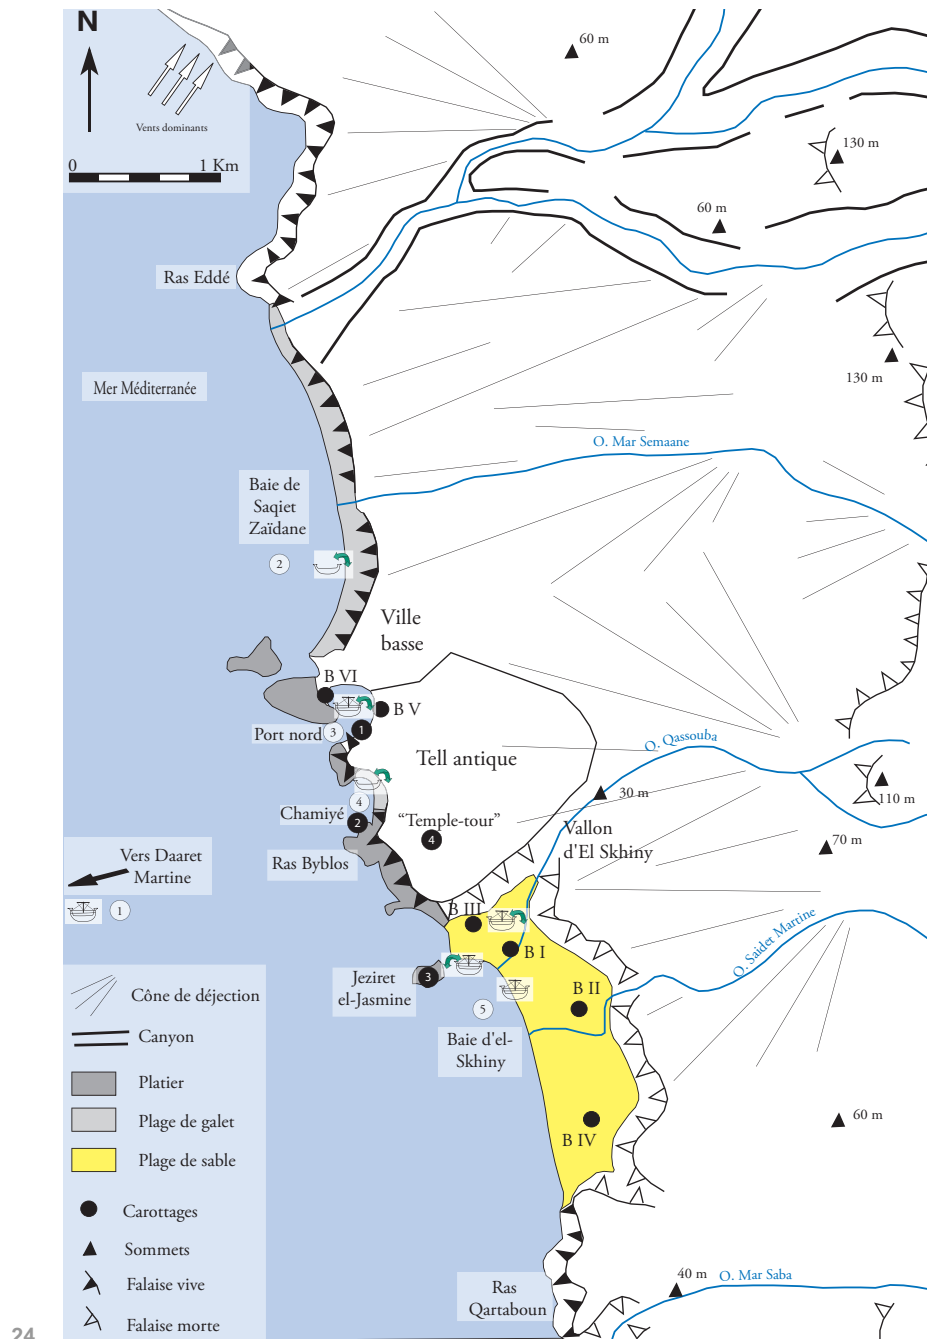 N
Vents dominants
0
1 Km
60 m
130 m
60 m
Ras Eddé
Mer Méditerranée
130 m
O. Mar Semaane
Baie de
Saqiet
Zaïdane
2
Ville
basse
B VI
B V
Port nord
3
1
O. Qassouba
Tell antique
30 m
110 m
4
Chamiyé
2
“Temple-tour”
4
Vallon
d'El Skhiny
70 m
Ras Byblos
Vers Daaret
Martine
1
B III
B I
O. Saidet Martine
Jeziret
el-Jasmine
3
B II
5
Baie d'el-
Skhiny
60 m
B IV
Cône de déjection
Canyon
Platier
Plage de galet
Plage de sable
Carottages
Sommets
Falaise vive
Falaise morte
Ras
Qartaboun
40 m
O. Mar Saba
24